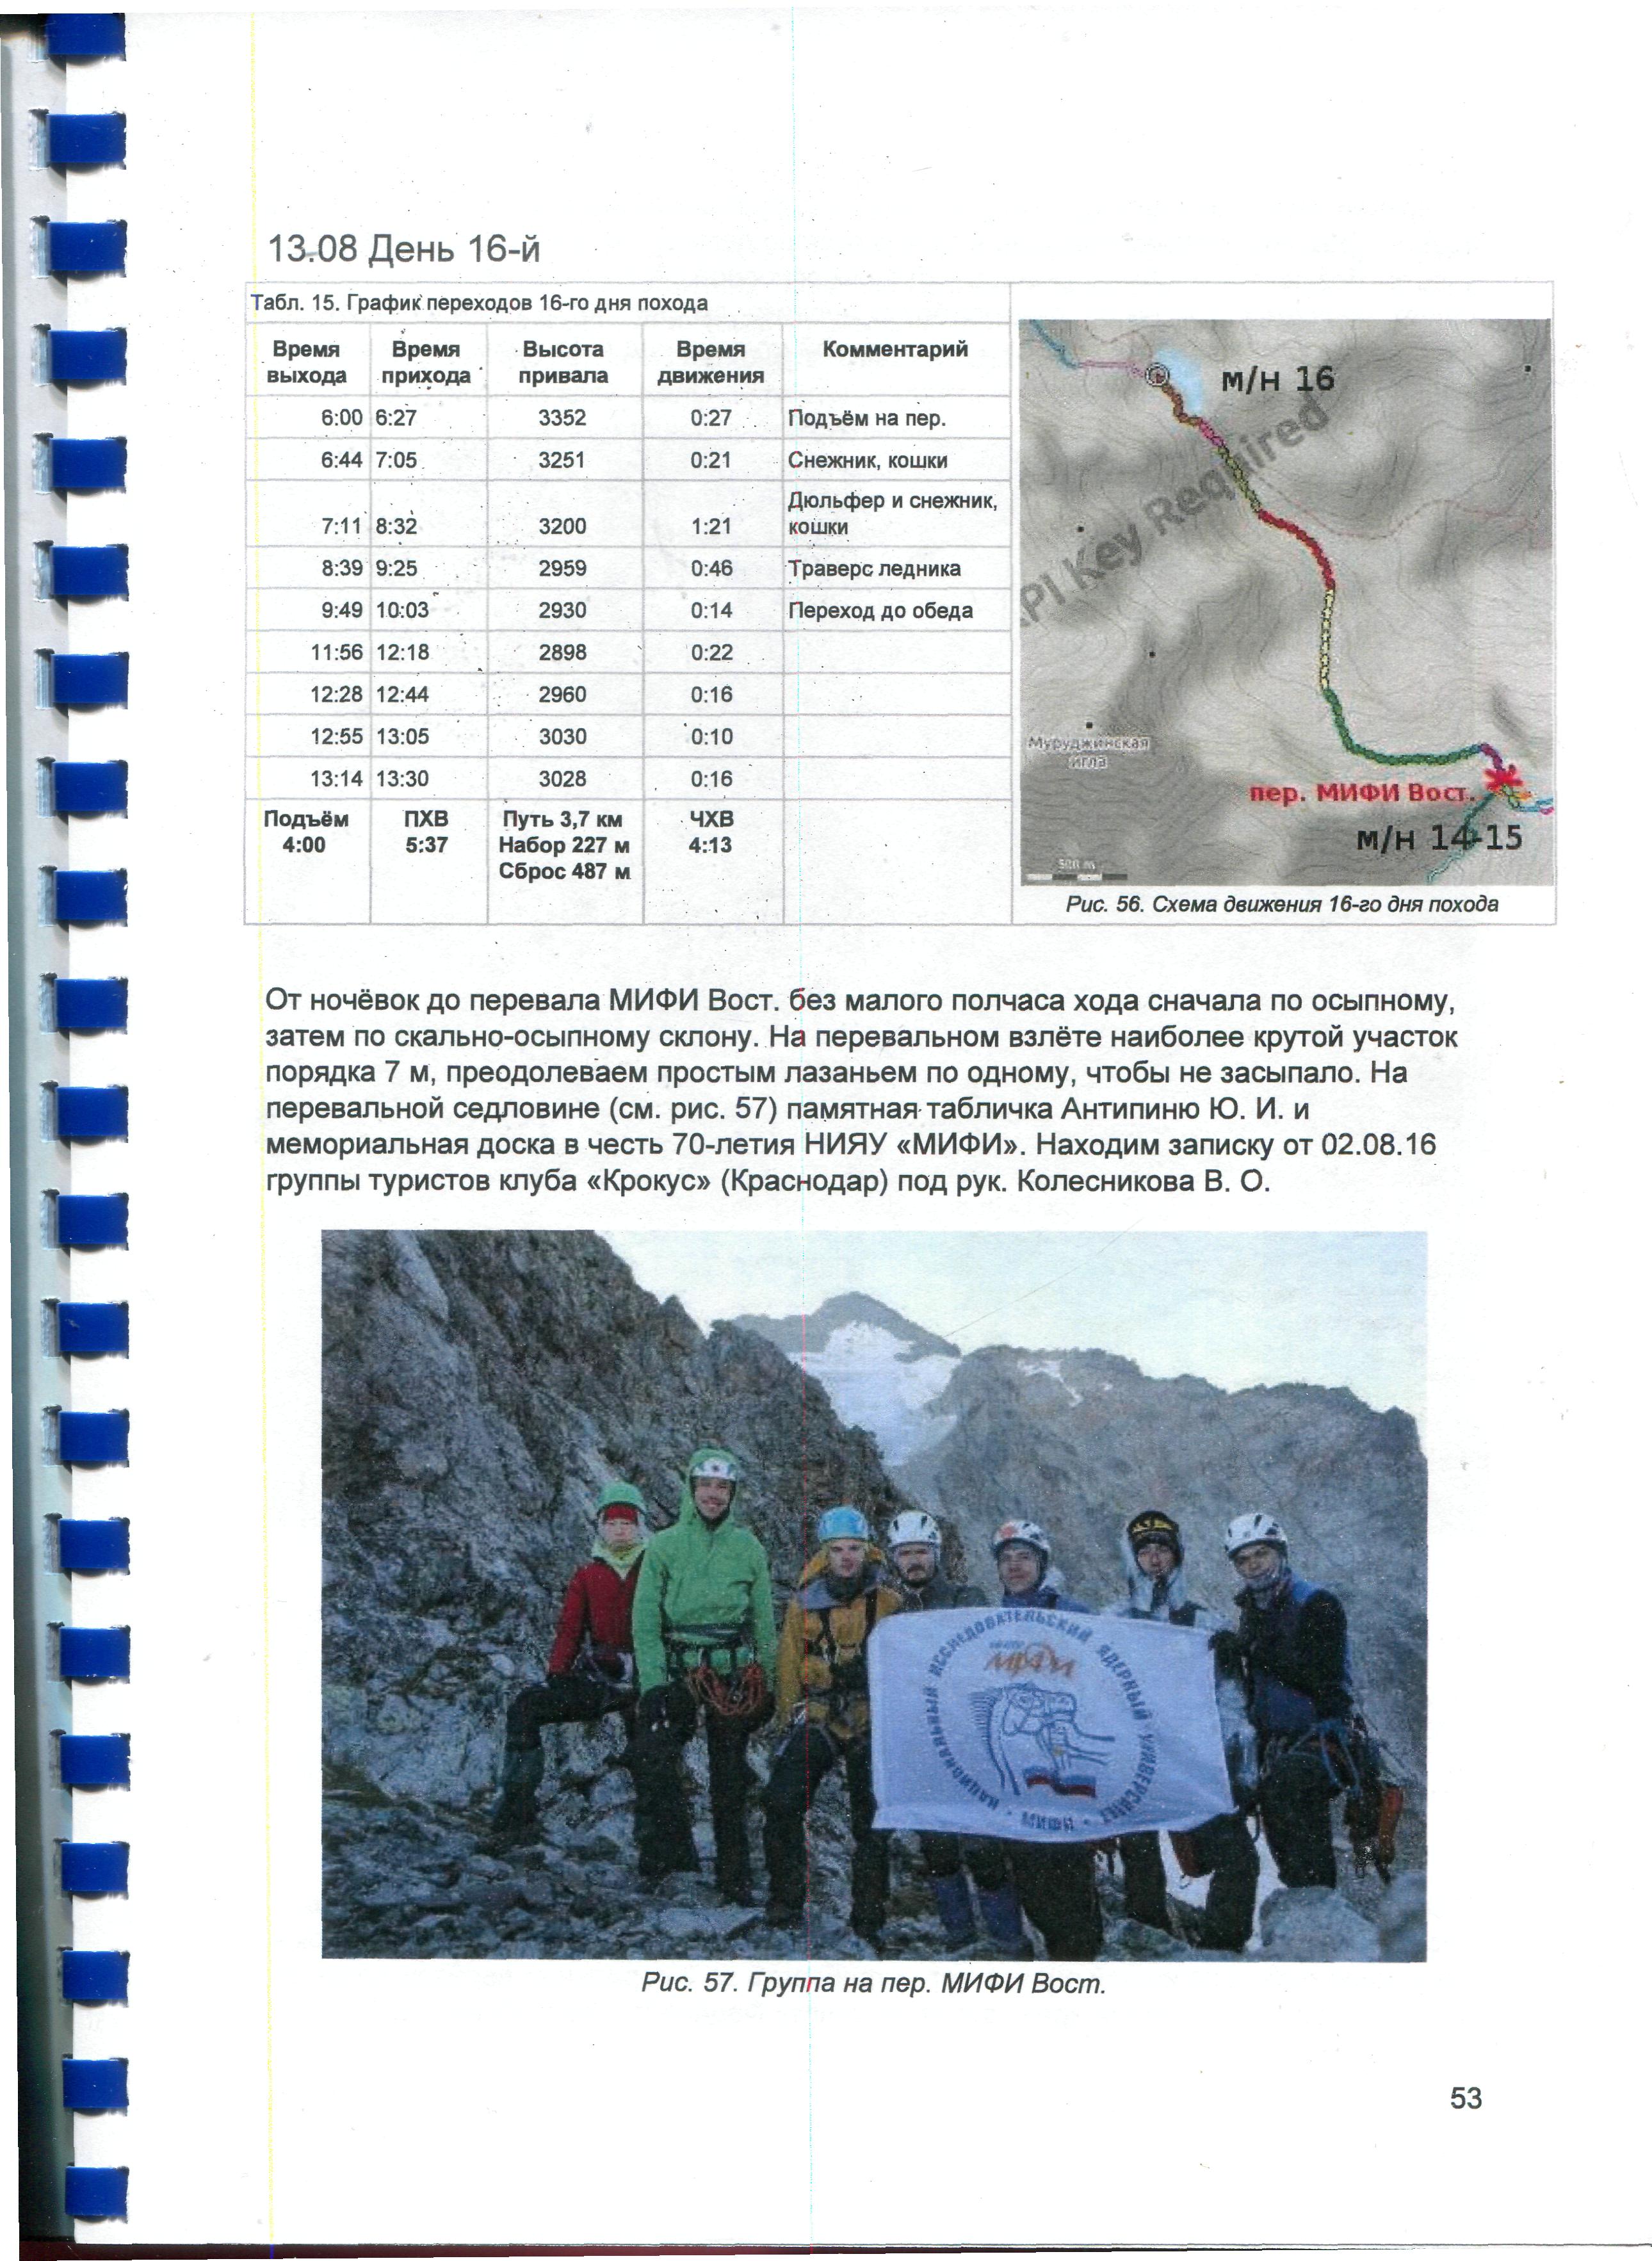 13.08 День 16-й
Табл. 15. График переходов 16-го дня похода
Время выхода Время прихода Высота привала Время движения Комментарий
6:00 6:27 3352 0:27 Подъём на пер.
6:44 7:05 3251 0:21 Снежник, кошки
7:11 8:32 3200 1:21 Дюльфер и снежник, кошки
8:39 9:25 2959 0:46 Траверс ледника
9:49 10:03 2930 0:14 Переход до обеда
11:56 12:18 2898 0:22
12:28 12:44 2960 0:16
12:55 13:05 3030 0:10
13:14 13:30 3028 0:16
Подъём 4:00 ПХВ 5:37 Путь 3,7 км Набор 227 м Сброс 487 м ЧХВ 4:13
м/н 16
API Key Required
Муруджинская
игла
пер. МИФИ Вост.
м/н 14-15
500 m
Рис. 56. Схема движения 16-го дня похода
От ночёвок до перевала МИФИ Вост. без малого полчаса хода сначала по осыпному,
затем по скально-осыпному склону. На перевальном взлёте наиболее крутой участок
порядка 7 м, преодолеваем простым лазаньем по одному, чтобы не засыпало. На
перевальной седловине (см. рис. 57) памятная табличка Антипиню Ю. И. и
мемориальная доска в честь 70-летия НИЯУ «МИФИ». Находим записку от 02.08.16
группы туристов клуба «Крокус» (Краснодар) под рук. Колесникова В. О.
НАЦИОНАЛЬНЫЙ ИССЛЕДОВАТЕЛЬСКИЙ ЯДЕРНЫЙ УНИВЕРСИТЕТ · МИФИ ·
МИФИ
Рис. 57. Группа на пер. МИФИ Вост.
53